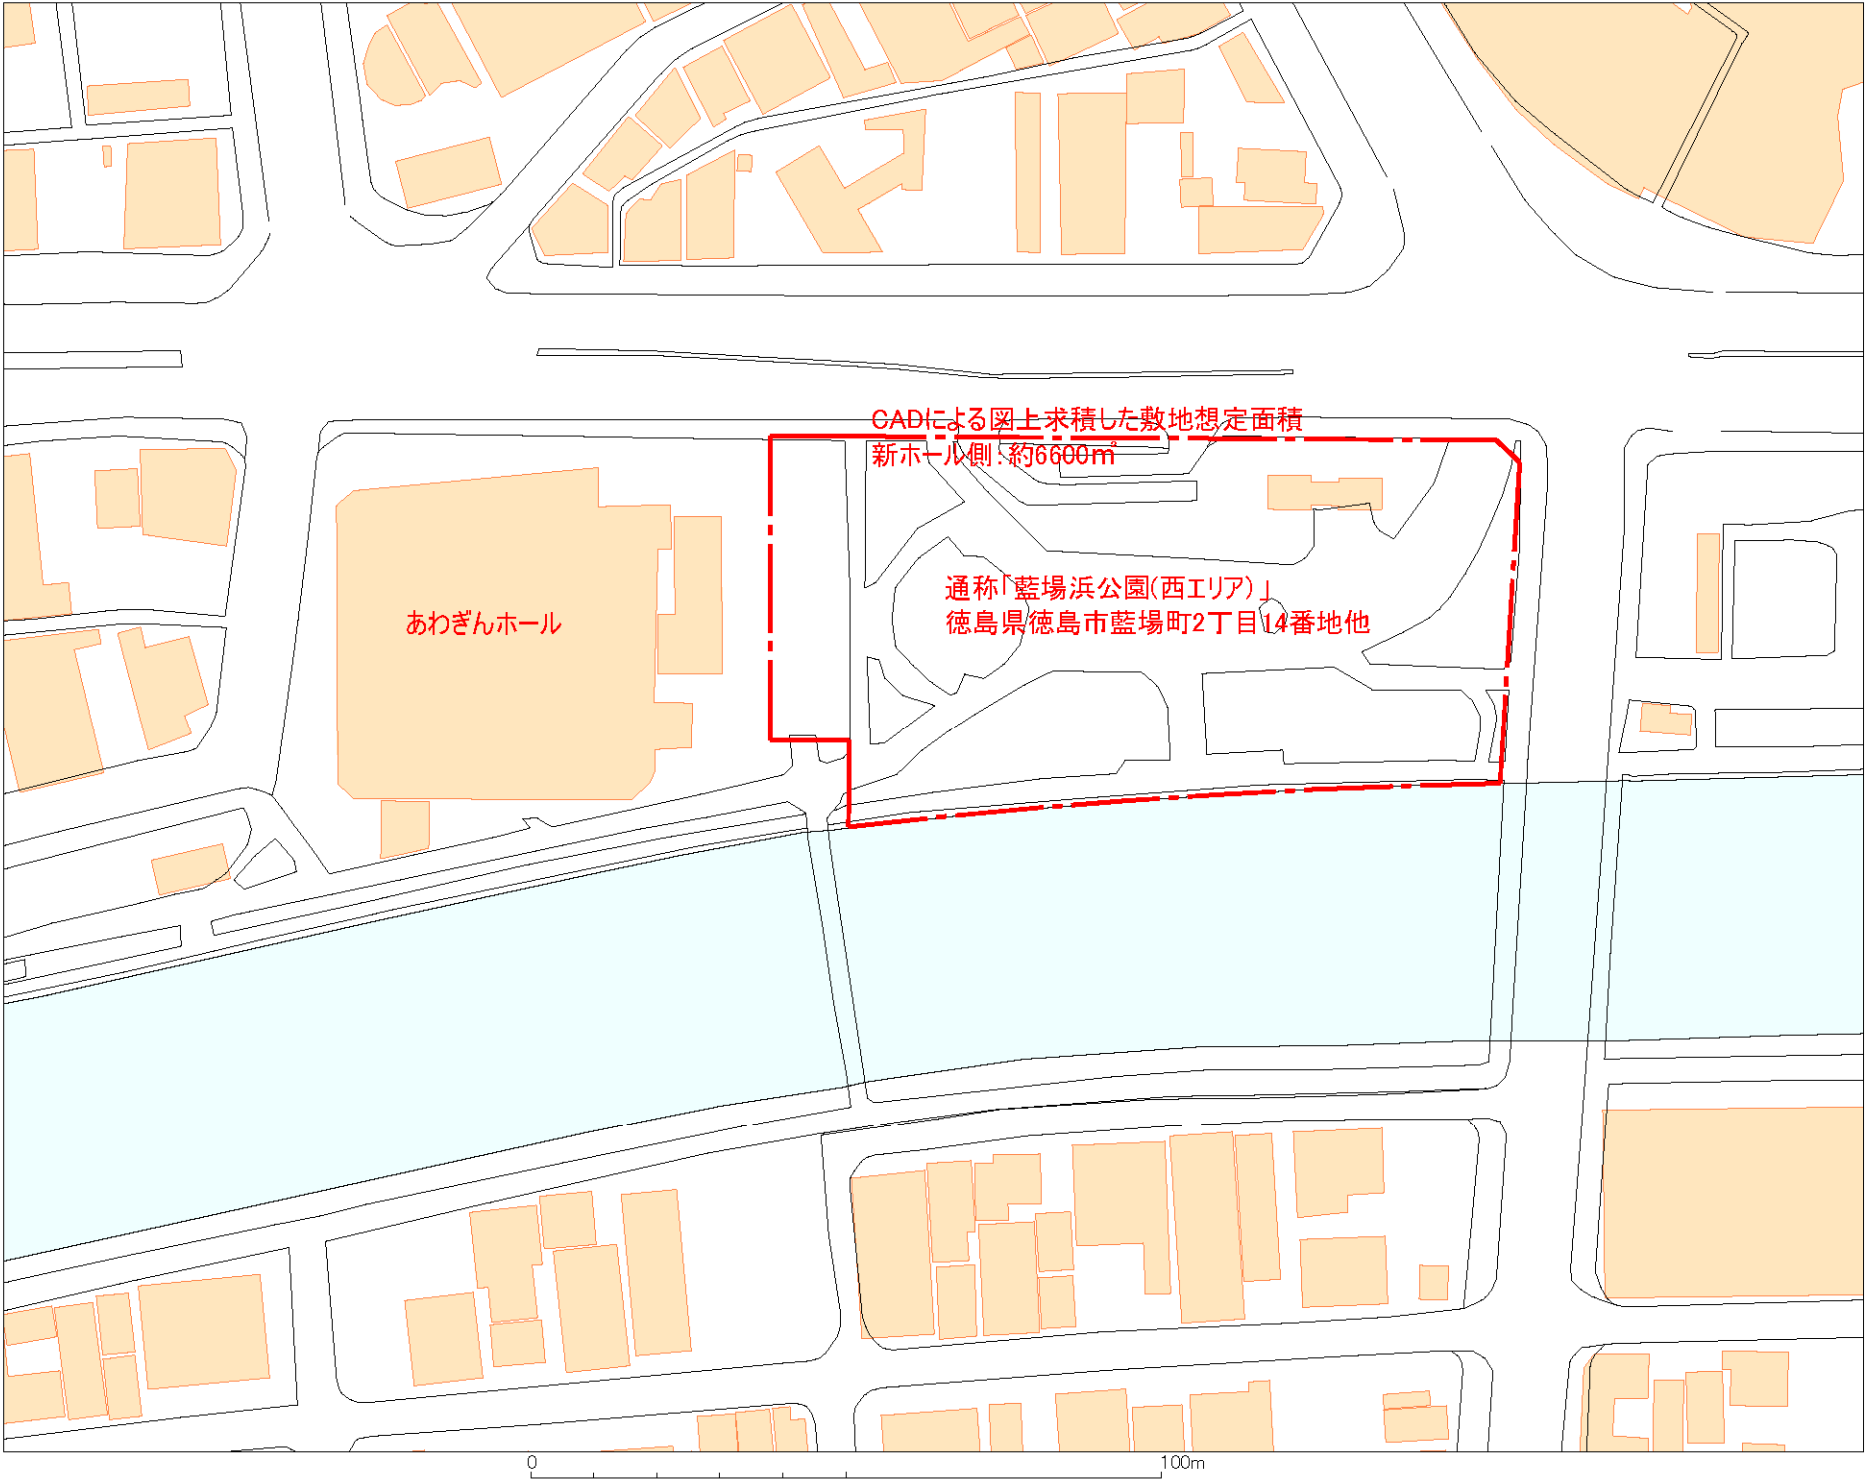 CADによる図上求積した敷地想定面積
新ホール側：約6600㎡
通称「藍場浜公園(西エリア)」
徳島県徳島市藍場町2丁目14番地他
あわぎんホール
0 100m